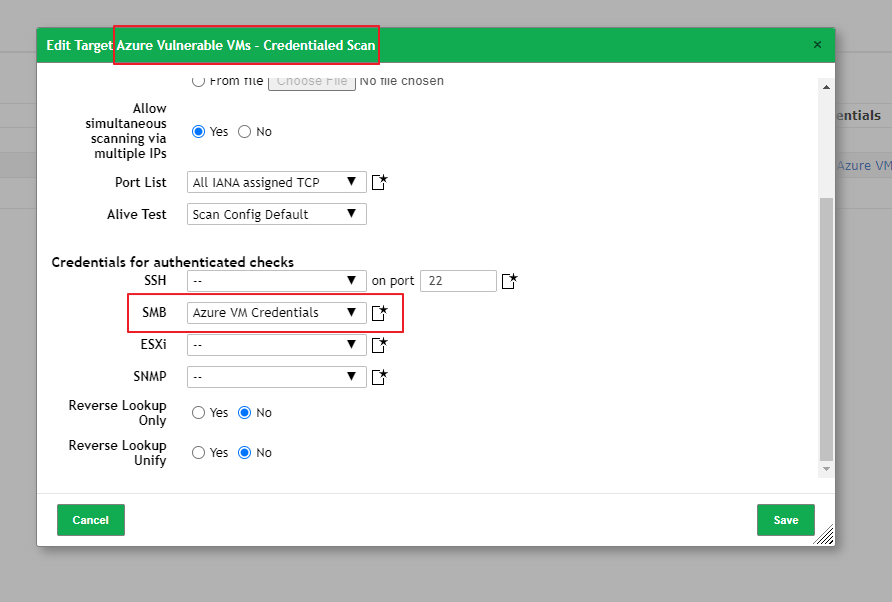 Edit Target Azure Vulnerable VMs - Credentialed Scan ×
From file Choose File No file chosen
entials
Allow
simultaneous
scanning via
multiple IPs
Yes No
Azure VM
Port List All IANA assigned TCP ▼
Alive Test Scan Config Default ▼
Credentials for authenticated checks
SSH -- ▼ on port 22
SMB Azure VM Credentials ▼
ESXi -- ▼
SNMP -- ▼
Reverse Lookup
Only
Yes No
Reverse Lookup
Unify
Yes No
Cancel Save